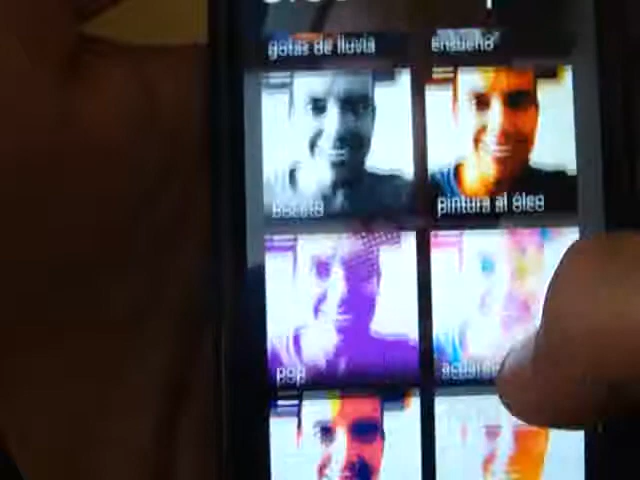 gotas de lluvia
ensueño
boceto
pintura al óleo
pop